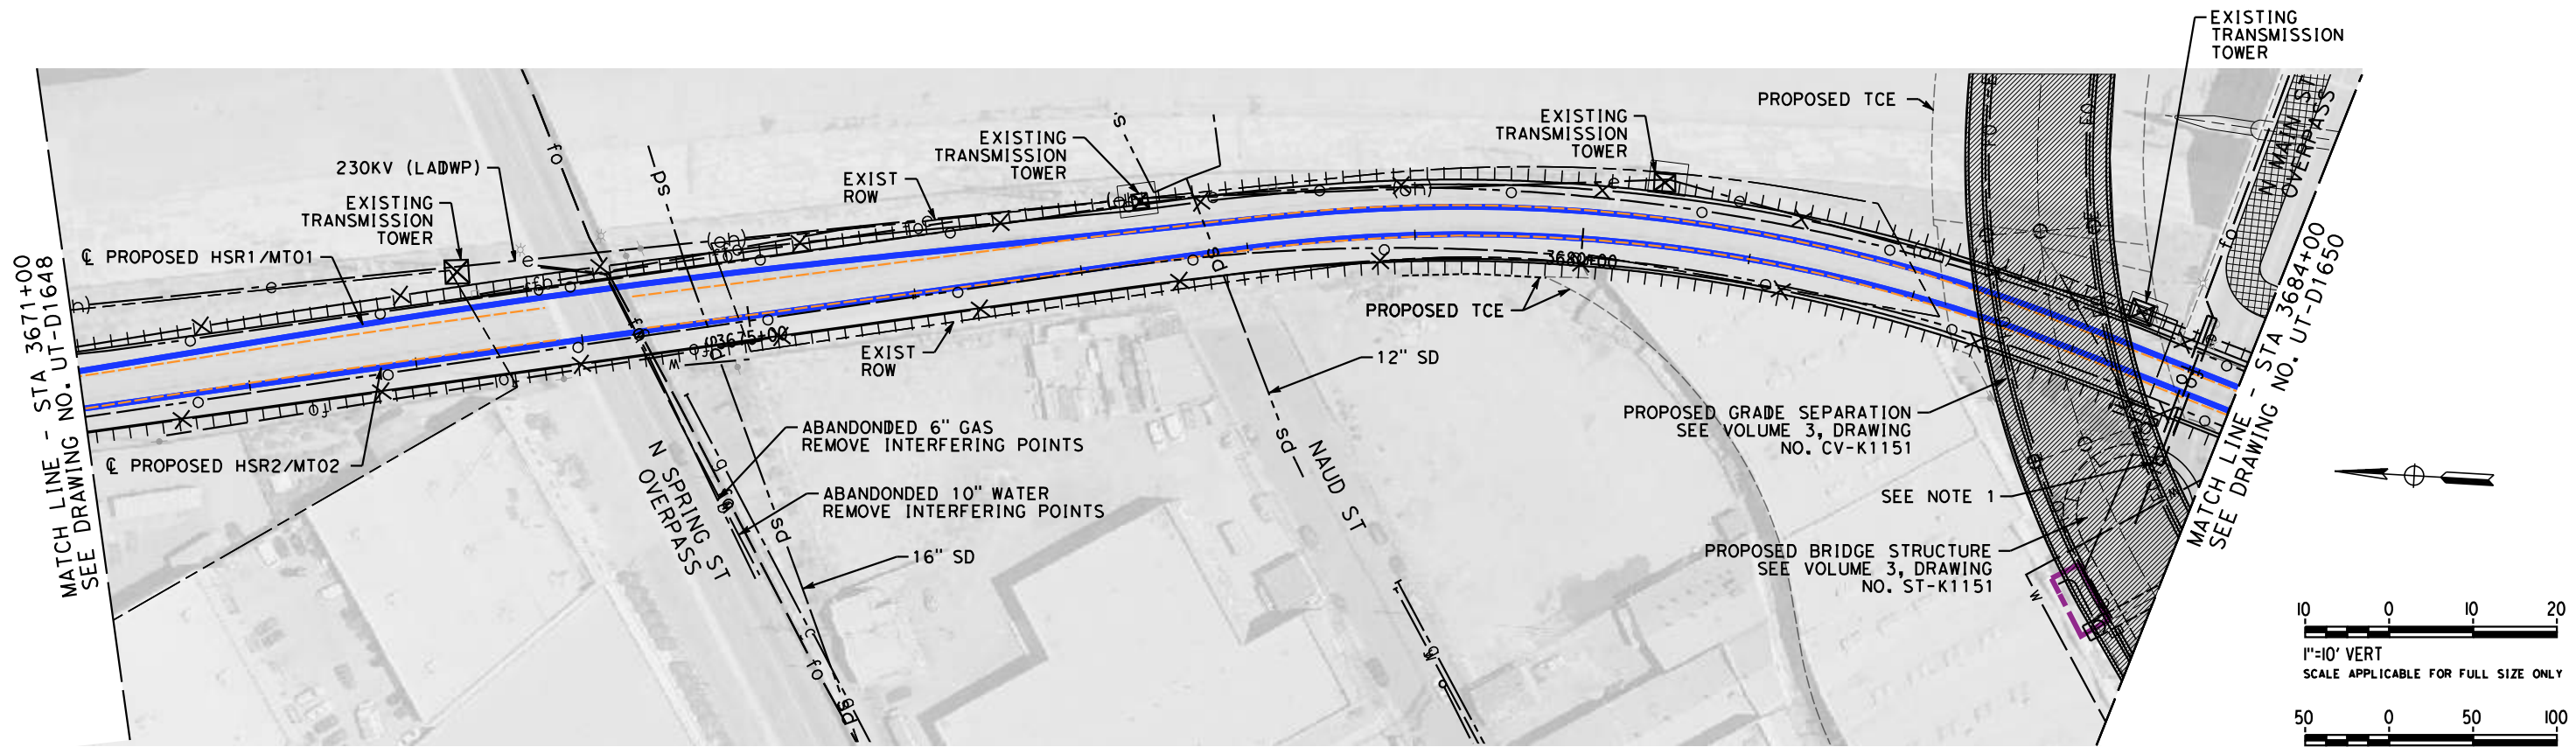 EXISTING
TRANSMISSION
TOWER
PROPOSED TCE
N MAIN ST
OVERPASS
EXISTING
TRANSMISSION
TOWER
EXISTING
TRANSMISSION
TOWER
230KV (LADWP)
EXIST
ROW
EXISTING
TRANSMISSION
TOWER
℄ PROPOSED HSR1/MT01
MATCH LINE - STA 3671+00
SEE DRAWING NO. UT-D1648
℄ PROPOSED HSR2/MT02
3675+00
3680+00
EXIST
ROW
PROPOSED TCE
12" SD
ABANDONDED 6" GAS
REMOVE INTERFERING POINTS
ABANDONDED 10" WATER
REMOVE INTERFERING POINTS
16" SD
N SPRING ST
OVERPASS
NAUD ST
PROPOSED GRADE SEPARATION
SEE VOLUME 3, DRAWING
NO. CV-K1151
SEE NOTE 1
PROPOSED BRIDGE STRUCTURE
SEE VOLUME 3, DRAWING
NO. ST-K1151
MATCH LINE - STA 3684+00
SEE DRAWING NO. UT-D1650
10 0 10 20
1"=10' VERT
SCALE APPLICABLE FOR FULL SIZE ONLY
50 0 50 100